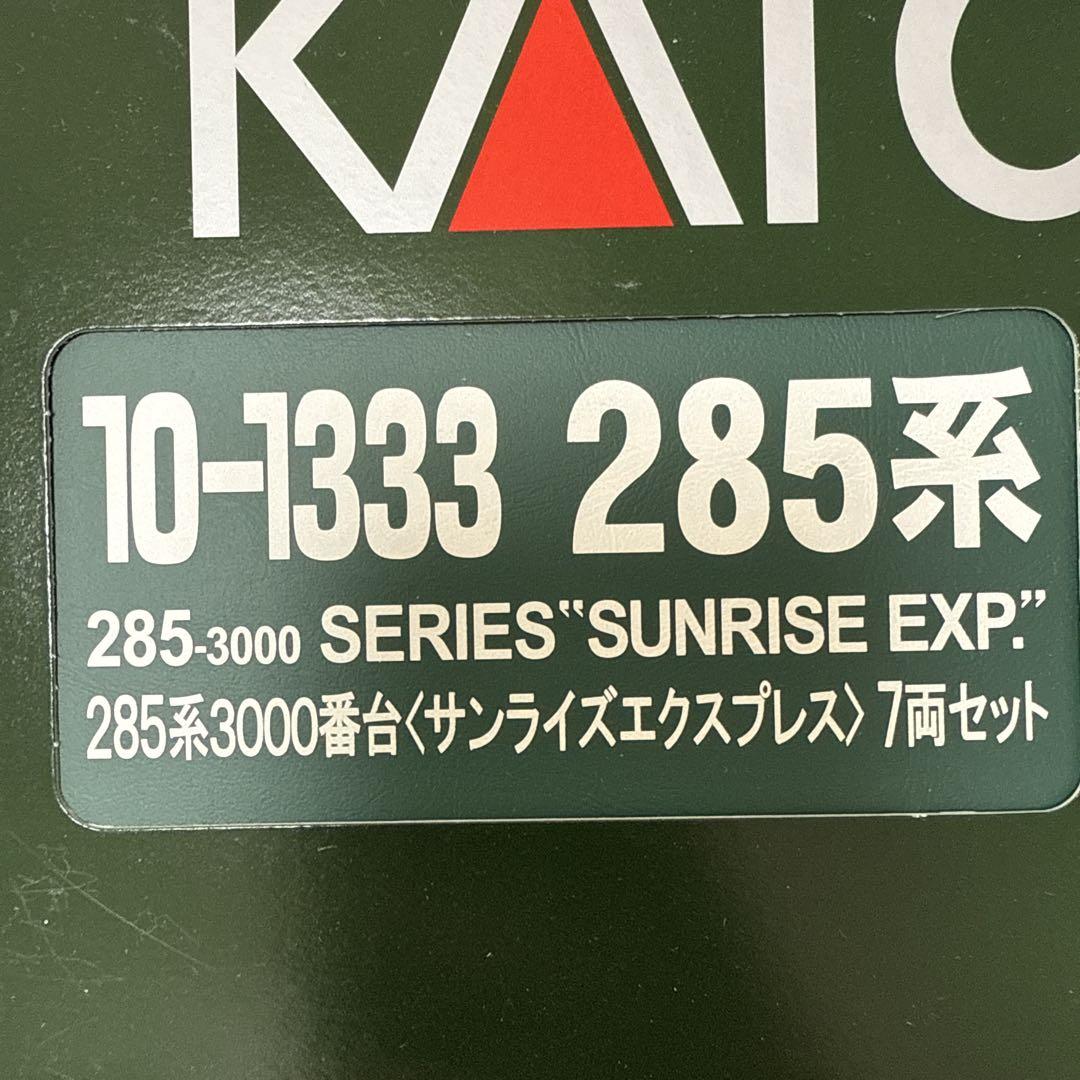 KATO
10-1333 285系
285-3000 SERIES“SUNRISE EXP.”
285系3000番台〈サンライズエクスプレス〉7両セット